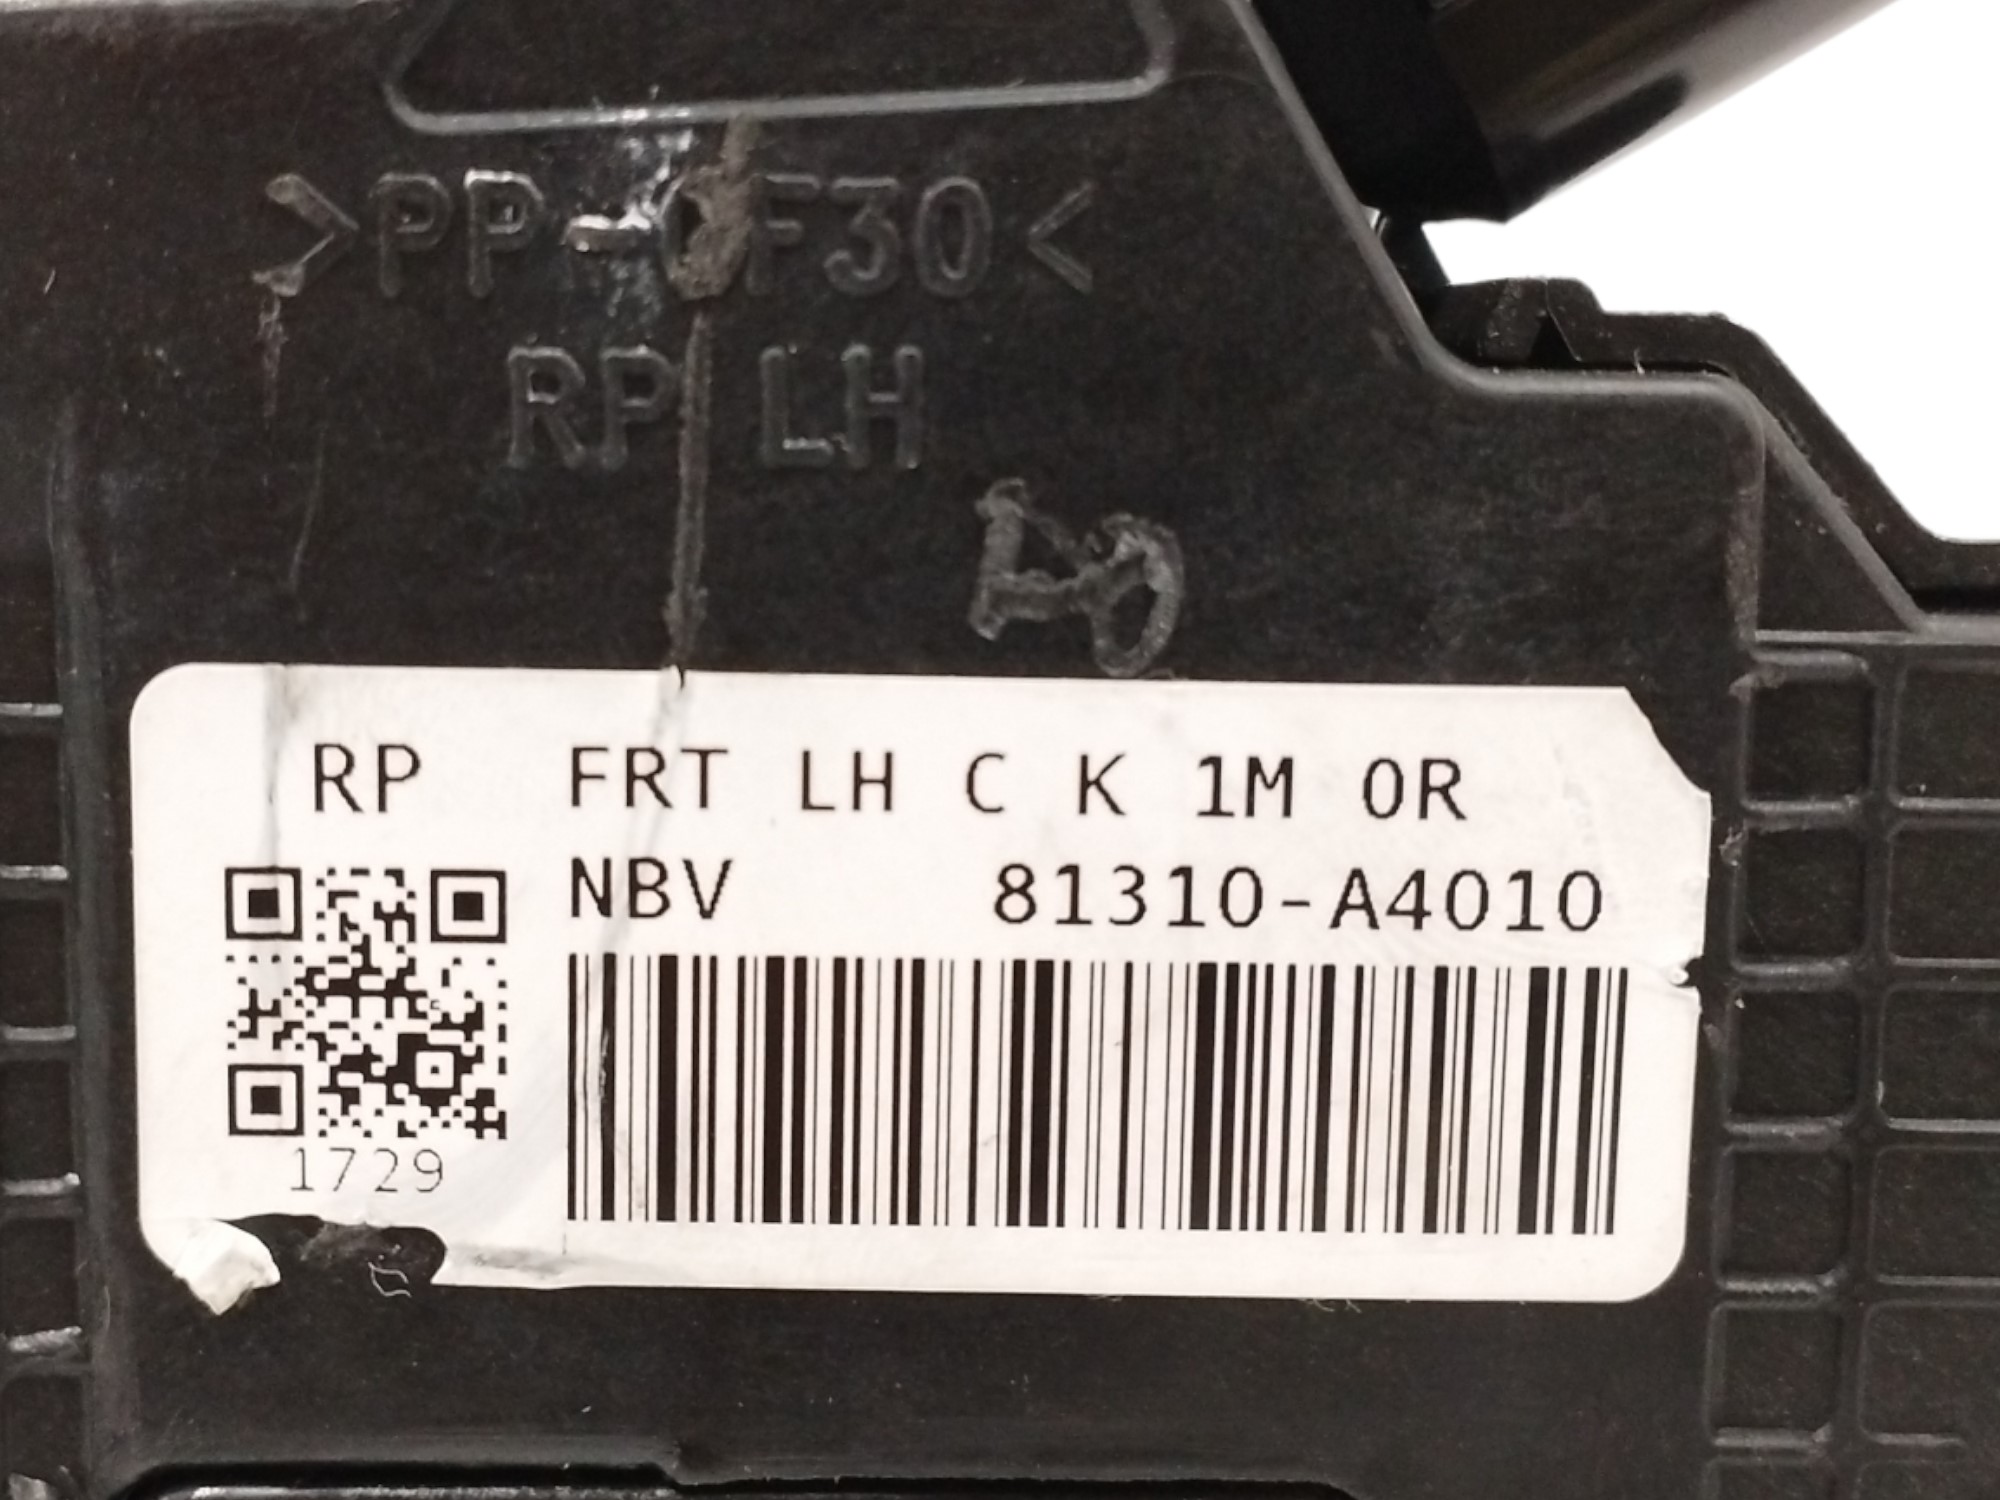 >PP-GF30<
RP LH
RP FRT LH C K 1M 0R
NBV 81310-A4010
1729